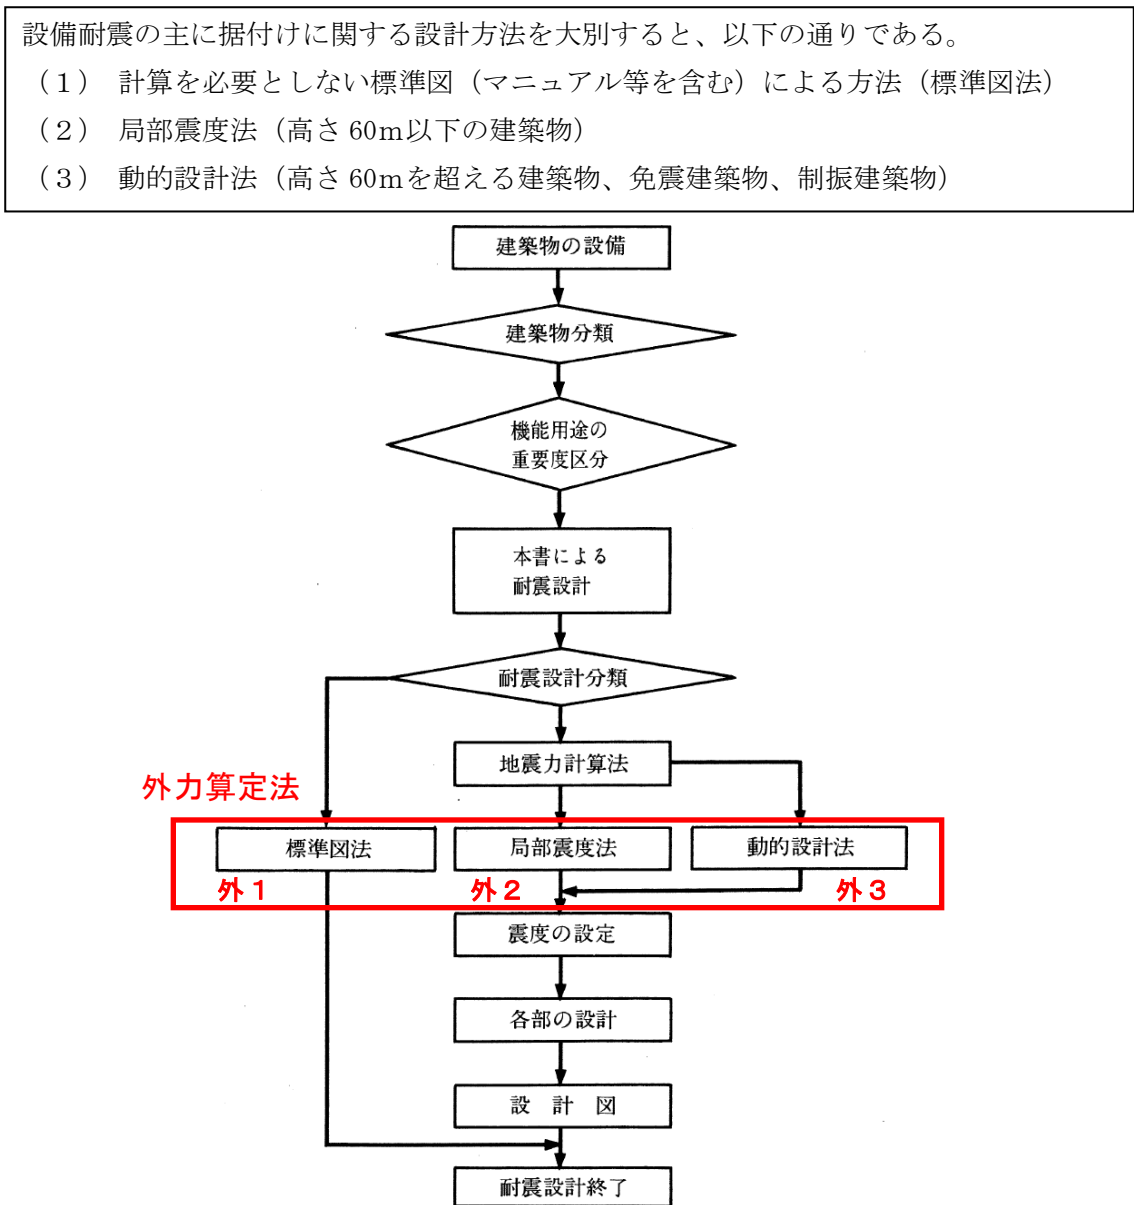 設備耐震の主に据付けに関する設計方法を大別すると、以下の通りである。
（１） 計算を必要としない標準図（マニュアル等を含む）による方法（標準図法）
（２） 局部震度法（高さ 60ｍ以下の建築物）
（３） 動的設計法（高さ 60ｍを超える建築物、免震建築物、制振建築物）
建築物の設備
建築物分類
機能用途の
重要度区分
本書による
耐震設計
耐震設計分類
地震力計算法
外力算定法
標準図法
局部震度法
動的設計法
外１
外２
外３
震度の設定
各部の設計
設 計 図
耐震設計終了